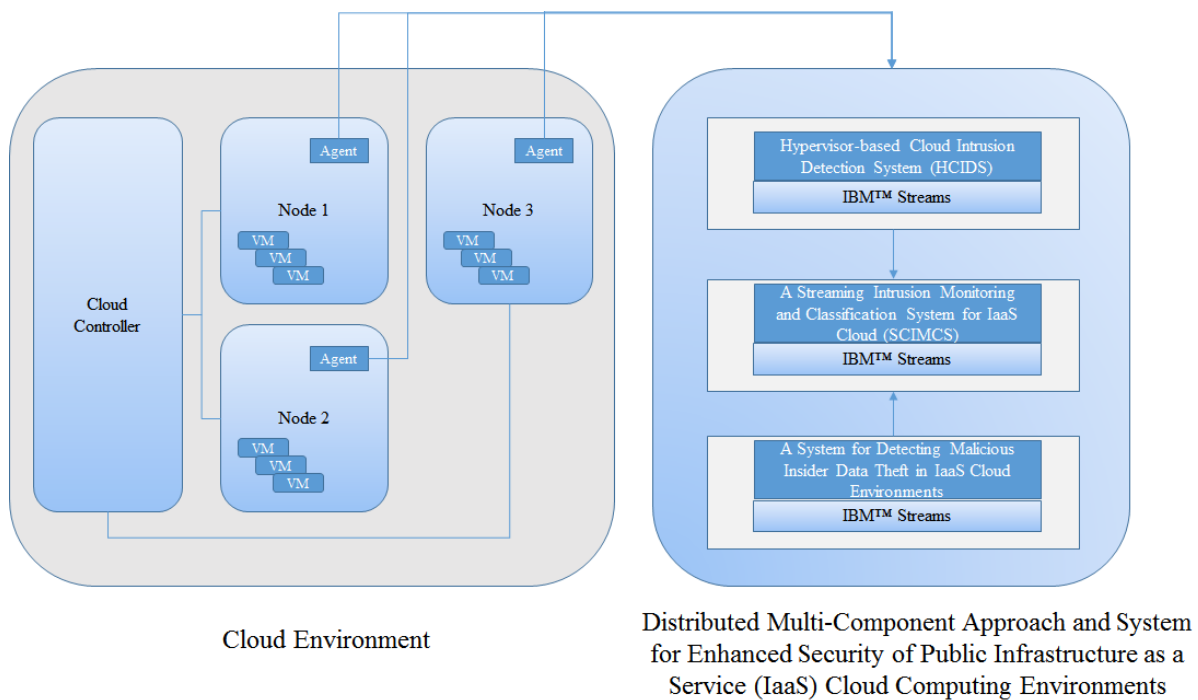 Cloud
Controller
Agent
Node 1
VM
VM
VM
Agent
Node 3
VM
VM
VM
Agent
Node 2
VM
VM
VM
Cloud Environment
Hypervisor-based Cloud Intrusion
Detection System (HCIDS)
IBM™ Streams
A Streaming Intrusion Monitoring
and Classification System for IaaS
Cloud (SCIMCS)
IBM™ Streams
A System for Detecting Malicious
Insider Data Theft in IaaS Cloud
Environments
IBM™ Streams
Distributed Multi-Component Approach and System
for Enhanced Security of Public Infrastructure as a
Service (IaaS) Cloud Computing Environments